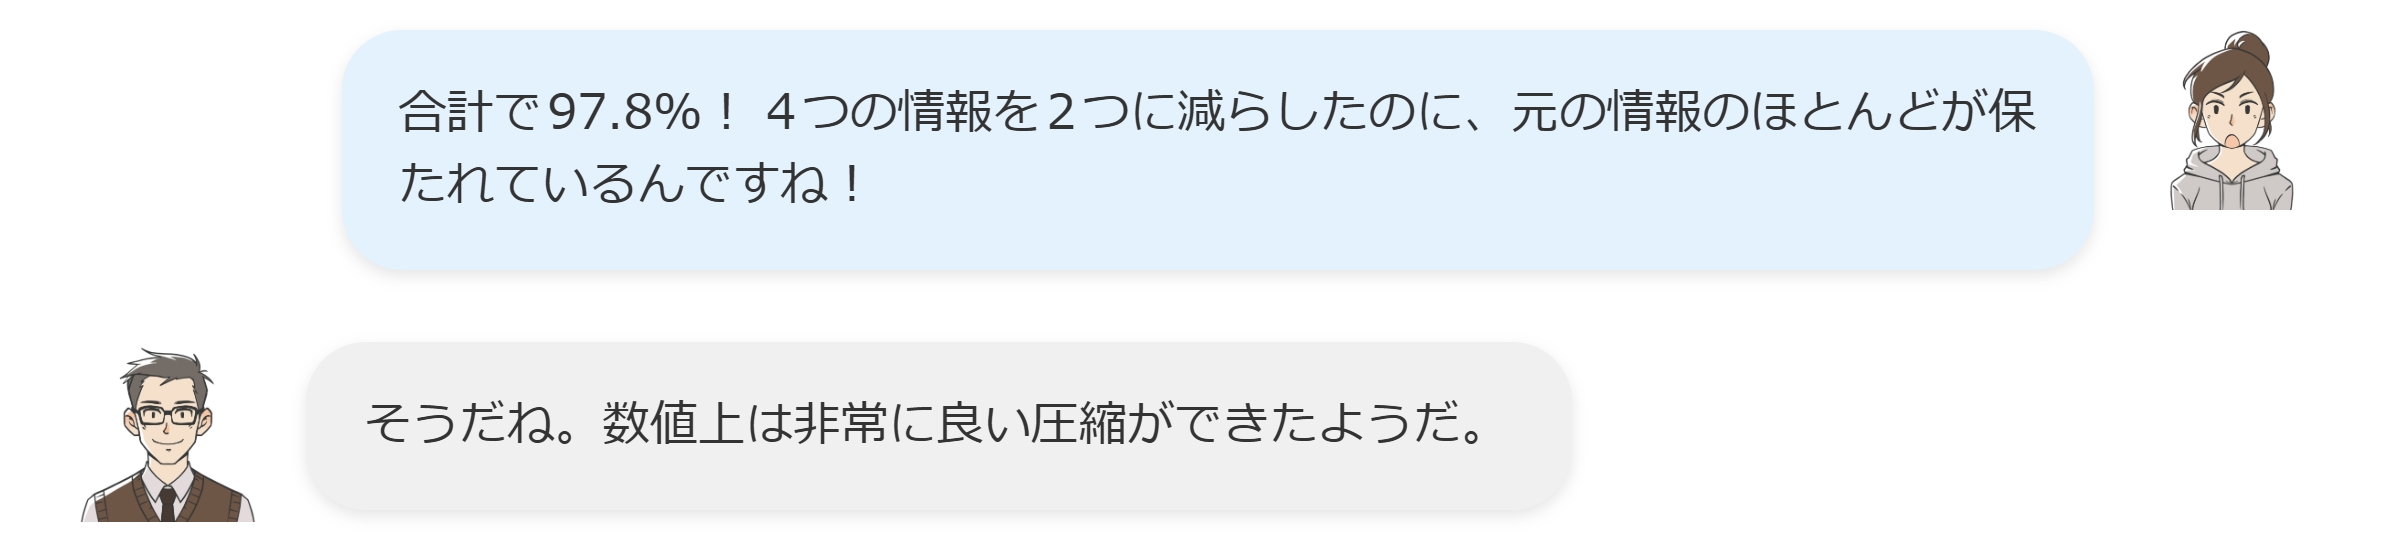 合計で97.8%！ ４つの情報を２つに減らしたのに、元の情報のほとんどが保
たれているんですね！
そうだね。数値上は非常に良い圧縮ができたようだ。